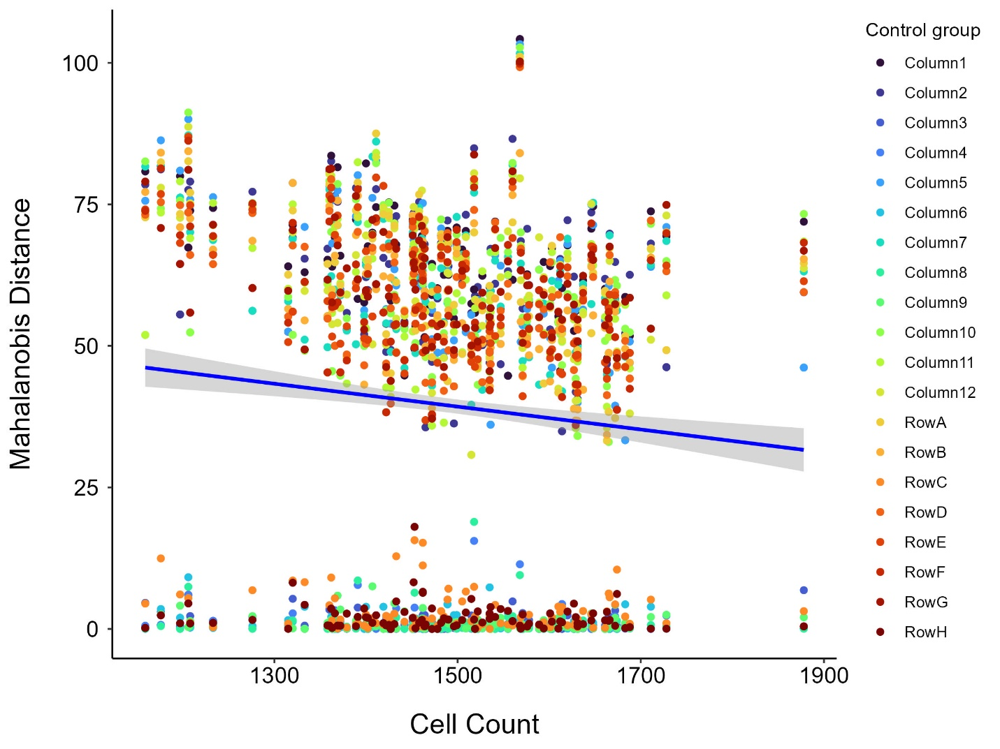 Mahalanobis Distance
100
75
50
25
0
1300
1500
1700
1900
Cell Count
Control group
Column1
Column2
Column3
Column4
Column5
Column6
Column7
Column8
Column9
Column10
Column11
Column12
RowA
RowB
RowC
RowD
RowE
RowF
RowG
RowH